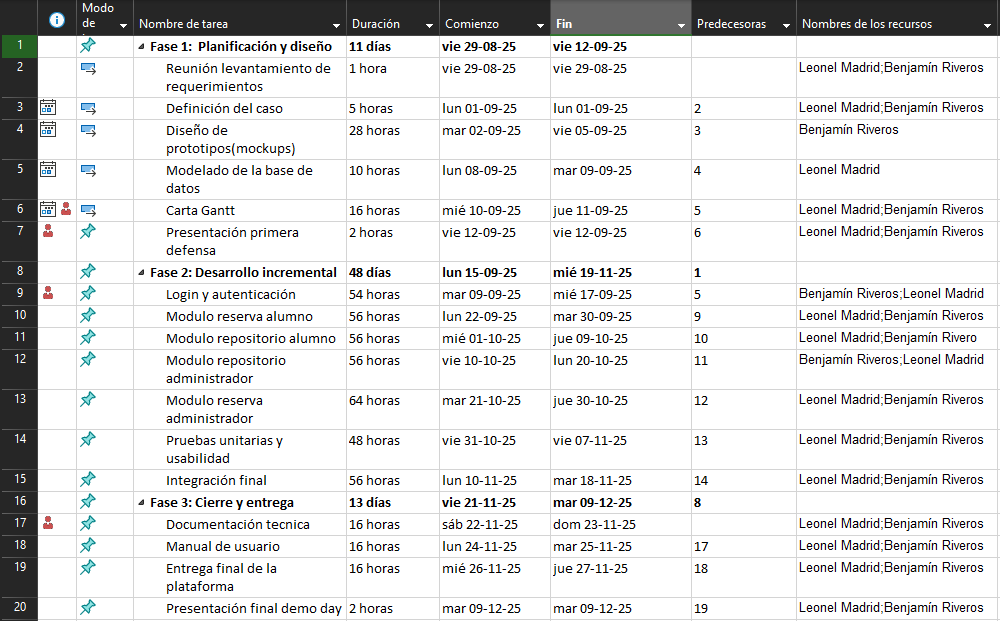 Modo de Nombre de tarea Duración Comienzo Fin Predecesoras Nombres de los recursos
1 Fase 1: Planificación y diseño 11 días vie 29-08-25 vie 12-09-25
2 Reunión levantamiento de requerimientos 1 hora vie 29-08-25 vie 29-08-25 Leonel Madrid;Benjamín Riveros
3 Definición del caso 5 horas lun 01-09-25 lun 01-09-25 2 Leonel Madrid;Benjamín Riveros
4 Diseño de prototipos(mockups) 28 horas mar 02-09-25 vie 05-09-25 3 Benjamín Riveros
5 Modelado de la base de datos 10 horas lun 08-09-25 mar 09-09-25 4 Leonel Madrid
6 Carta Gantt 16 horas mié 10-09-25 jue 11-09-25 5 Leonel Madrid;Benjamín Riveros
7 Presentación primera defensa 2 horas vie 12-09-25 vie 12-09-25 6 Leonel Madrid;Benjamín Riveros
8 Fase 2: Desarrollo incremental 48 días lun 15-09-25 mié 19-11-25 1
9 Login y autenticación 54 horas mar 09-09-25 mié 17-09-25 5 Benjamín Riveros;Leonel Madrid
10 Modulo reserva alumno 56 horas lun 22-09-25 mar 30-09-25 9 Leonel Madrid;Benjamín Riveros
11 Modulo repositorio alumno 56 horas mié 01-10-25 jue 09-10-25 10 Leonel Madrid;Benjamín Rivero
12 Modulo repositorio administrador 56 horas vie 10-10-25 lun 20-10-25 11 Benjamín Riveros;Leonel Madrid
13 Modulo reserva administrador 64 horas mar 21-10-25 jue 30-10-25 12 Leonel Madrid;Benjamín Riveros
14 Pruebas unitarias y usabilidad 48 horas vie 31-10-25 vie 07-11-25 13 Leonel Madrid;Benjamín Riveros
15 Integración final 56 horas lun 10-11-25 mar 18-11-25 14 Leonel Madrid;Benjamín Riveros
16 Fase 3: Cierre y entrega 13 días vie 21-11-25 mar 09-12-25 8
17 Documentación tecnica 16 horas sáb 22-11-25 dom 23-11-25 Leonel Madrid;Benjamín Riveros
18 Manual de usuario 16 horas lun 24-11-25 mar 25-11-25 17 Leonel Madrid;Benjamín Riveros
19 Entrega final de la plataforma 16 horas mié 26-11-25 jue 27-11-25 18 Leonel Madrid;Benjamín Riveros
20 Presentación final demo day 2 horas mar 09-12-25 mar 09-12-25 19 Leonel Madrid;Benjamín Riveros